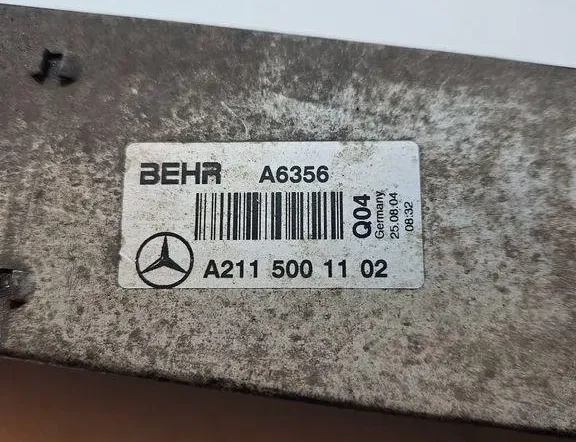 BEHR A6356
Q04
Germany
25.08.04
08:32
A211 500 11 02